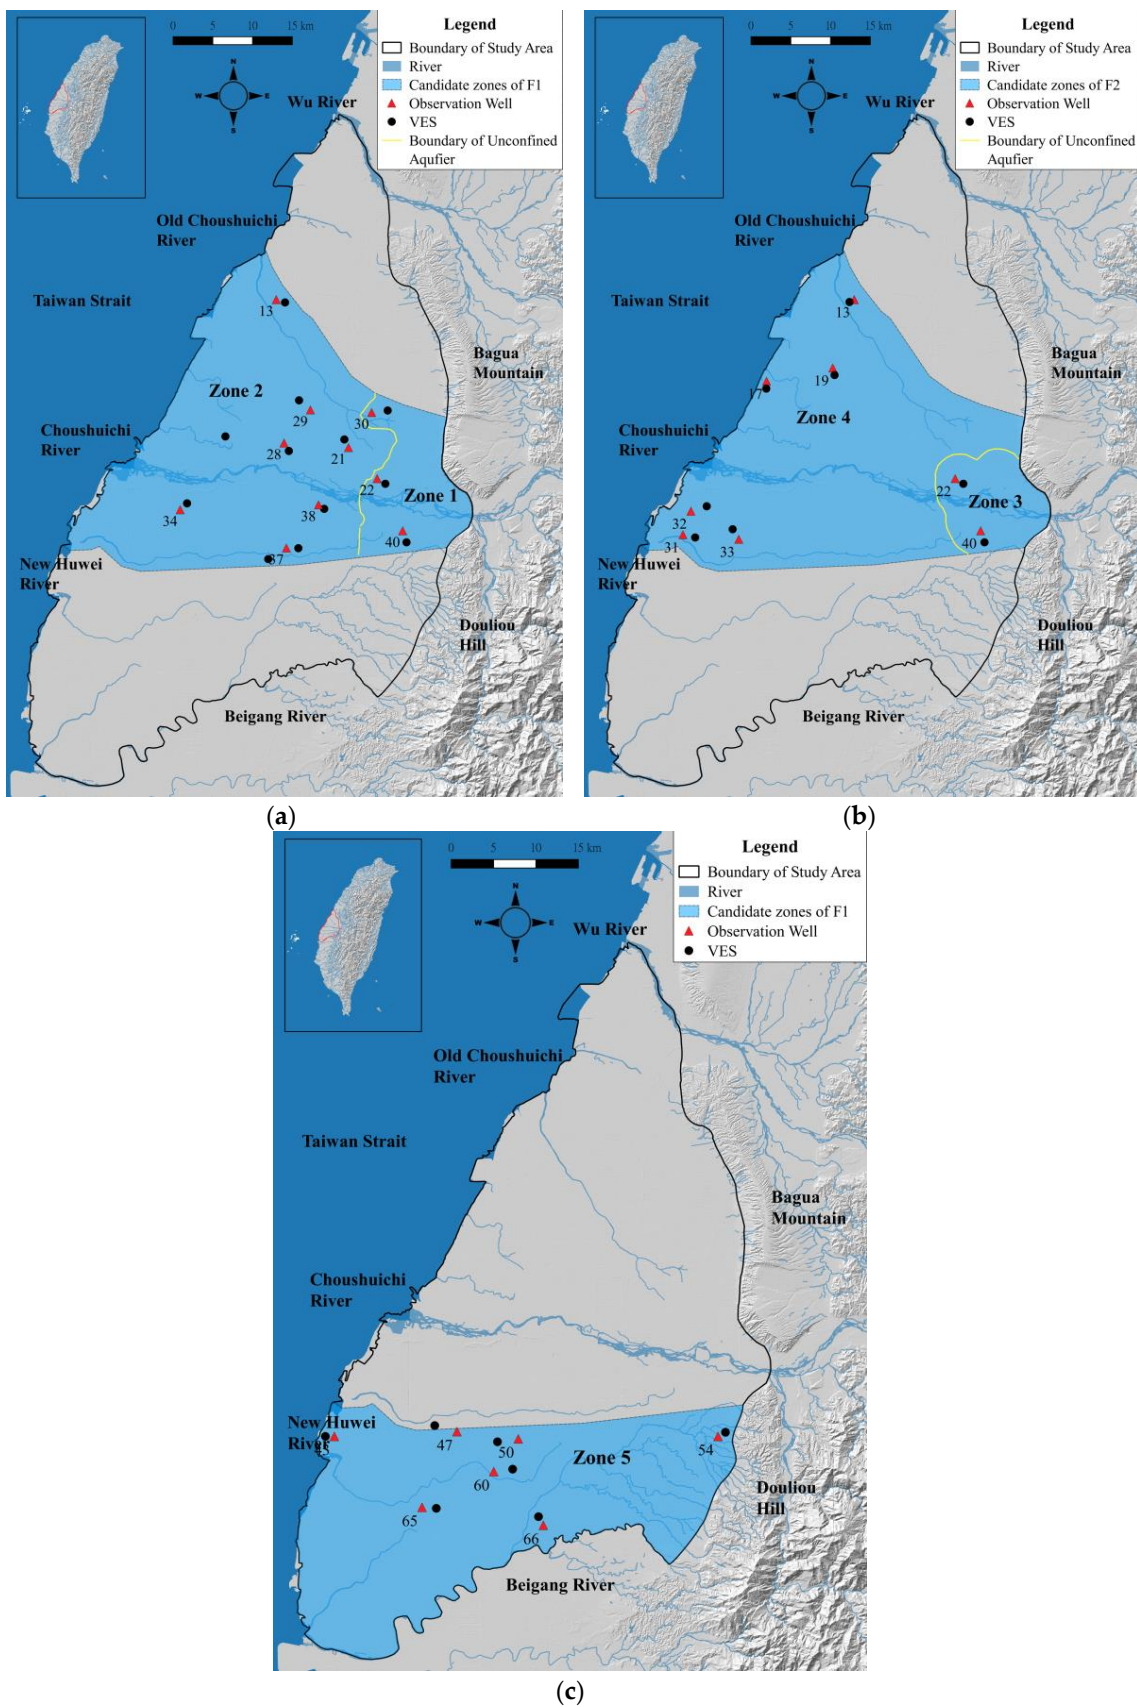 0 5 10 15 km
N
W E
S
Legend
Boundary of Study Area
River
Candidate zones of F1
Observation Well
VES
Boundary of Unconfined
Aqufier
Wu River
Old Choushuichi
River
Taiwan Strait
13
Bagua
Mountain
Zone 2
29
30
Choushuichi
River
28
21
22
Zone 1
34
38
40
37
New Huwei
River
Douliou
Hill
Beigang River
(a)
0 5 10 15 km
N
W E
S
Legend
Boundary of Study Area
River
Candidate zones of F2
Observation Well
VES
Boundary of Unconfined
Aqufier
Wu River
Old Choushuichi
River
Taiwan Strait
13
Bagua
Mountain
19
17
Zone 4
Choushuichi
River
22
Zone 3
32
31
33
40
New Huwei
River
Douliou
Hill
Beigang River
(b)
0 5 10 15 km
N
W E
S
Legend
Boundary of Study Area
River
Candidate zones of F1
Observation Well
VES
Wu River
Old Choushuichi
River
Taiwan Strait
Bagua
Mountain
Choushuichi
River
New Huwei
River
47
50
54
Zone 5
60
Douliou
Hill
65
66
Beigang River
(c)